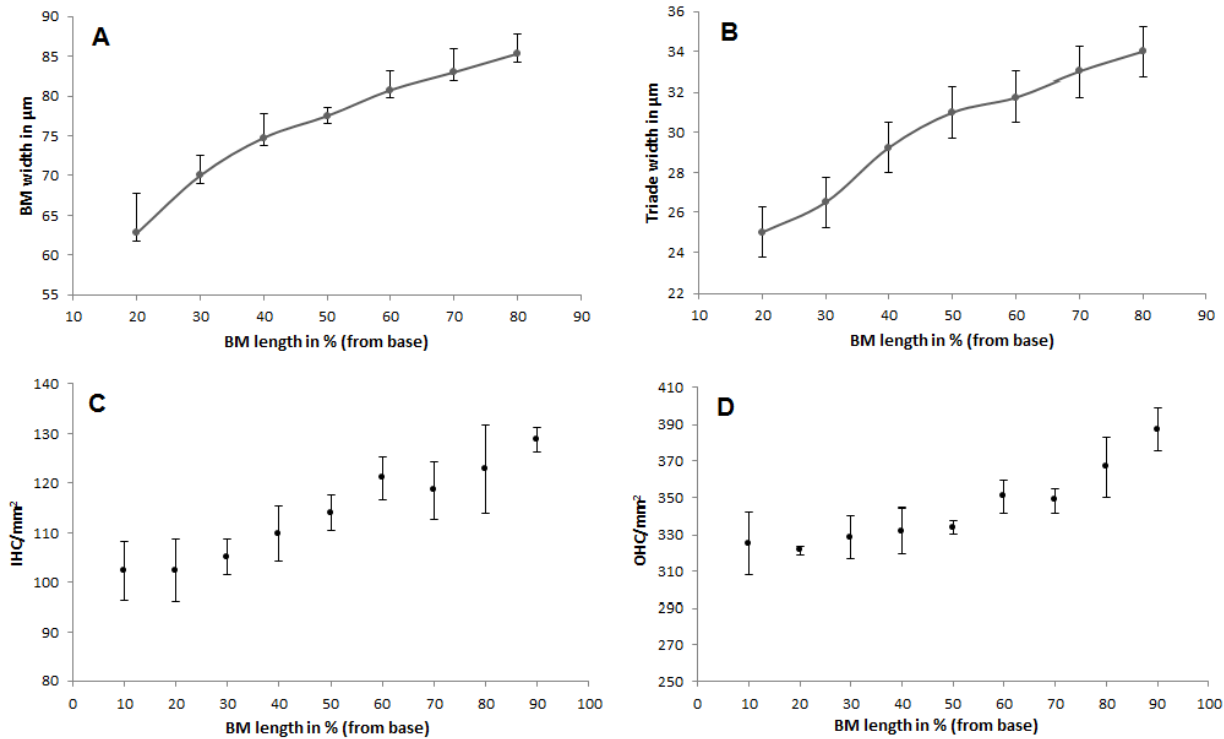 A
BM width in µm
90
85
80
75
70
65
60
55
10 20 30 40 50 60 70 80 90
BM length in % (from base)
B
Triade width in µm
36
34
32
30
28
26
24
22
10 20 30 40 50 60 70 80 90
BM length in % (from base)
C
IHC/mm²
140
130
120
110
100
90
80
0 10 20 30 40 50 60 70 80 90 100
BM length in % (from base)
D
OHC/mm²
410
390
370
350
330
310
290
270
250
0 10 20 30 40 50 60 70 80 90 100
BM length in % (from base)